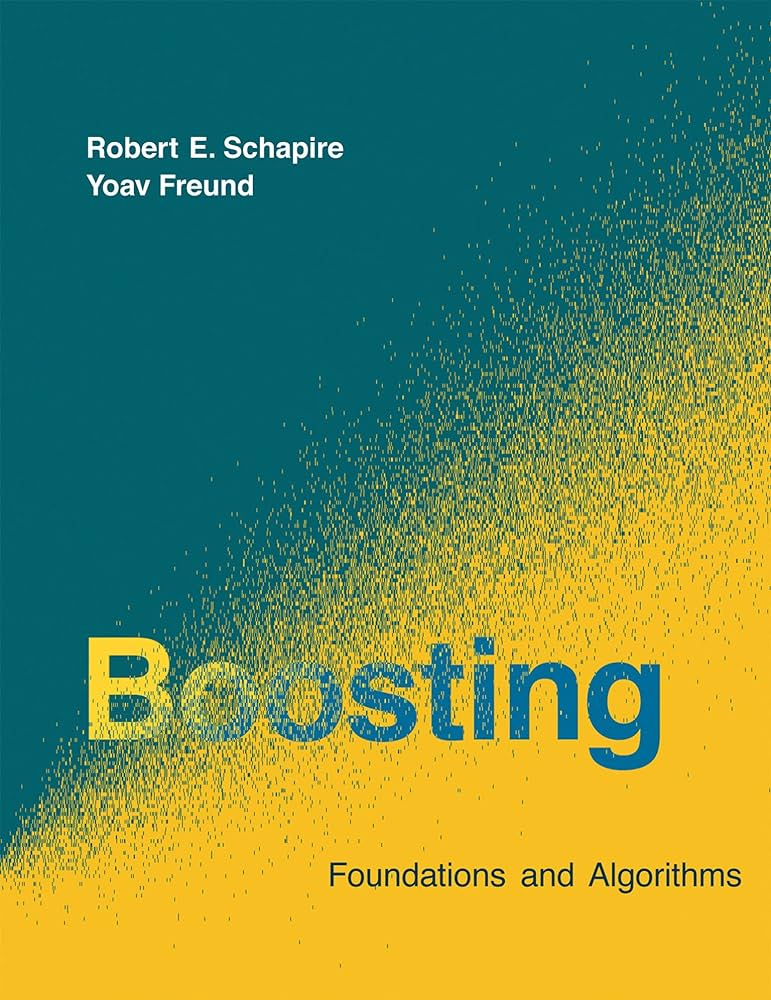 Robert E. Schapire
Yoav Freund
Boosting
Foundations and Algorithms